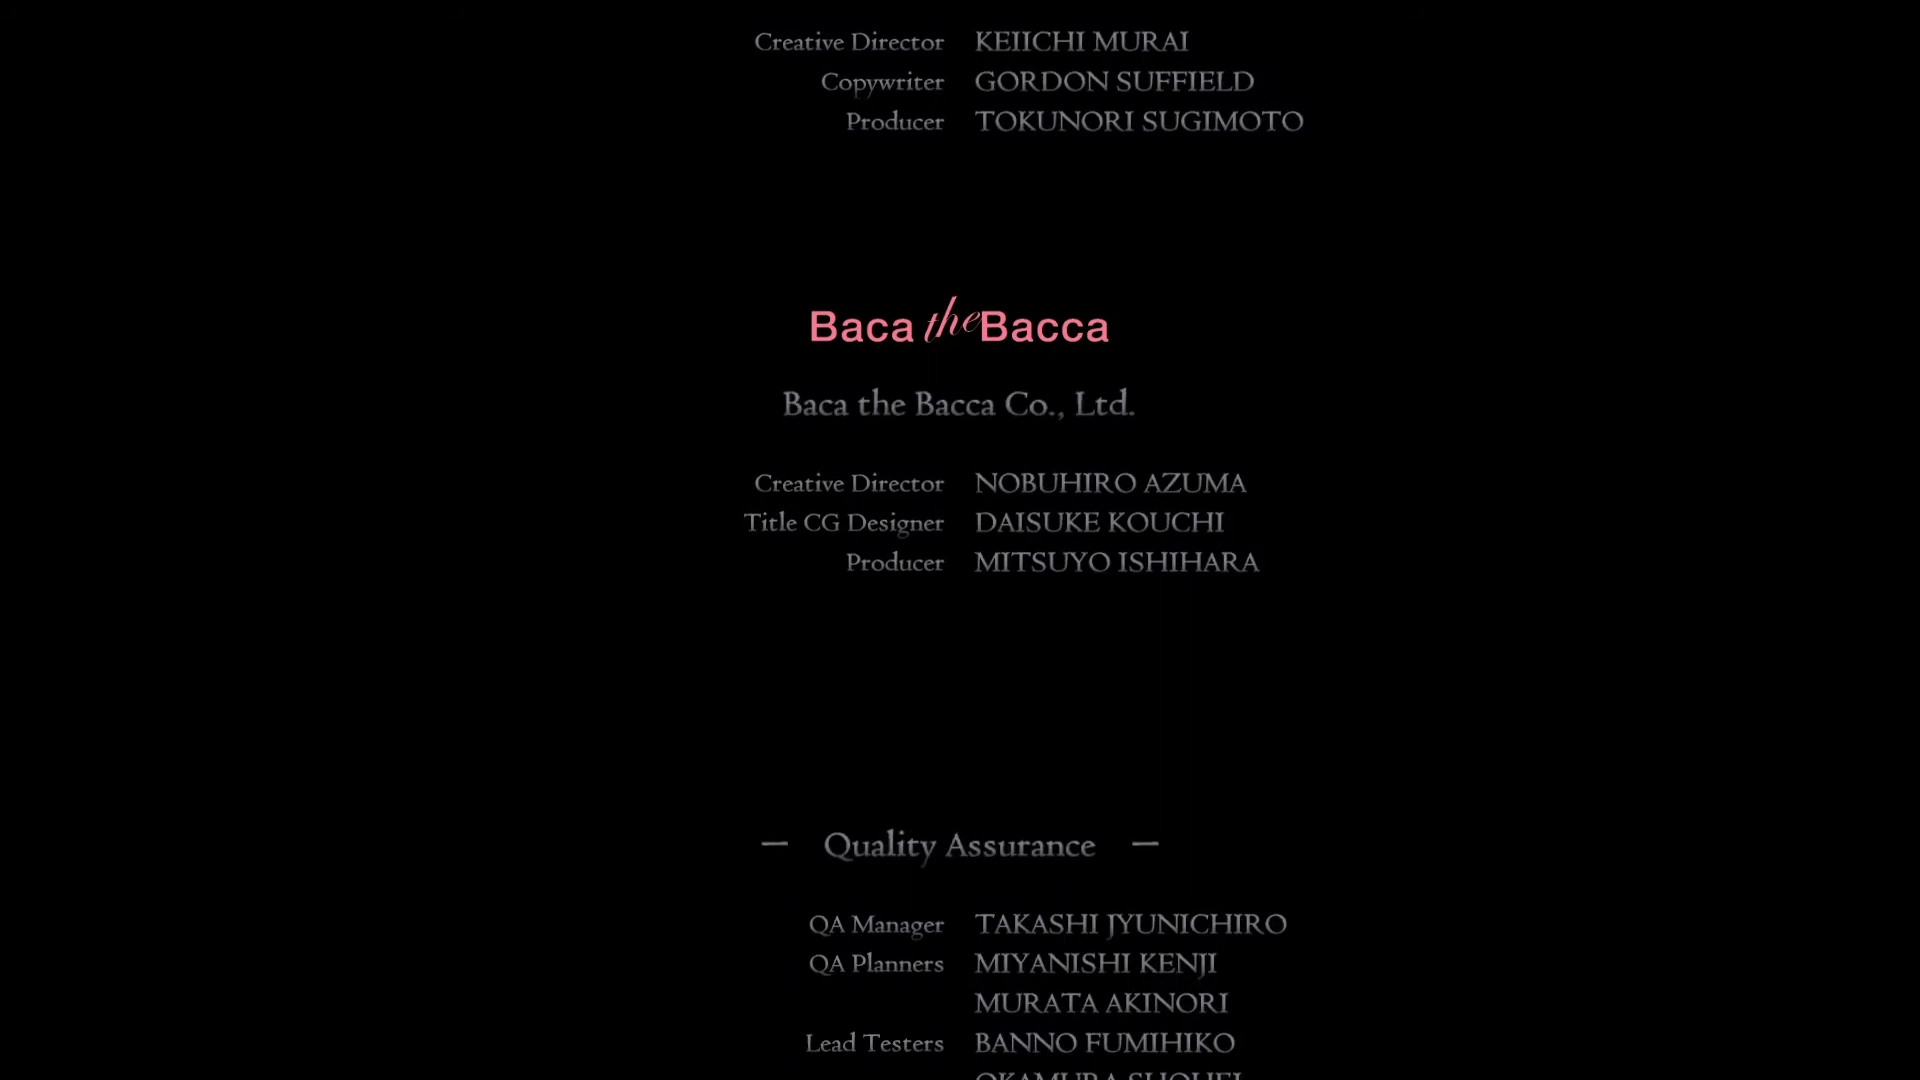 Creative Director KEIICHI MURAI
Copywriter GORDON SUFFIELD
Producer TOKUNORI SUGIMOTO
Baca the Bacca
Baca the Bacca Co., Ltd.
Creative Director NOBUHIRO AZUMA
Title CG Designer DAISUKE KOUCHI
Producer MITSUYO ISHIHARA
— Quality Assurance —
QA Manager TAKASHI JYUNICHIRO
QA Planners MIYANISHI KENJI
MURATA AKINORI
Lead Testers BANNO FUMIHIKO
OKAMURA SHOHEI